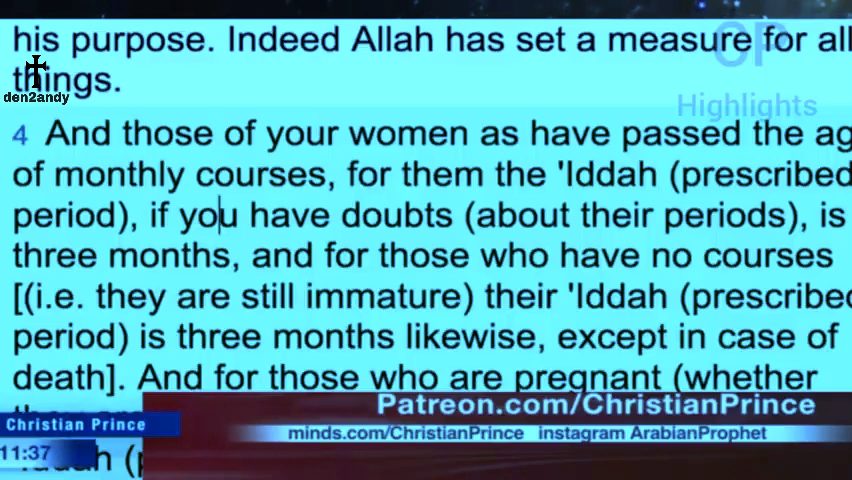 his purpose. Indeed Allah has set a measure for all
things.
den2andy
CP
Highlights
4 And those of your women as have passed the ag
of monthly courses, for them the 'Iddah (prescribed
period), if you have doubts (about their periods), is
three months, and for those who have no courses
[(i.e. they are still immature) their 'Iddah (prescribed
period) is three months likewise, except in case of
death]. And for those who are pregnant (whether
Patreon.com/ChristianPrince
Christian Prince
minds.com/ChristianPrince instagram ArabianProphet
11:37